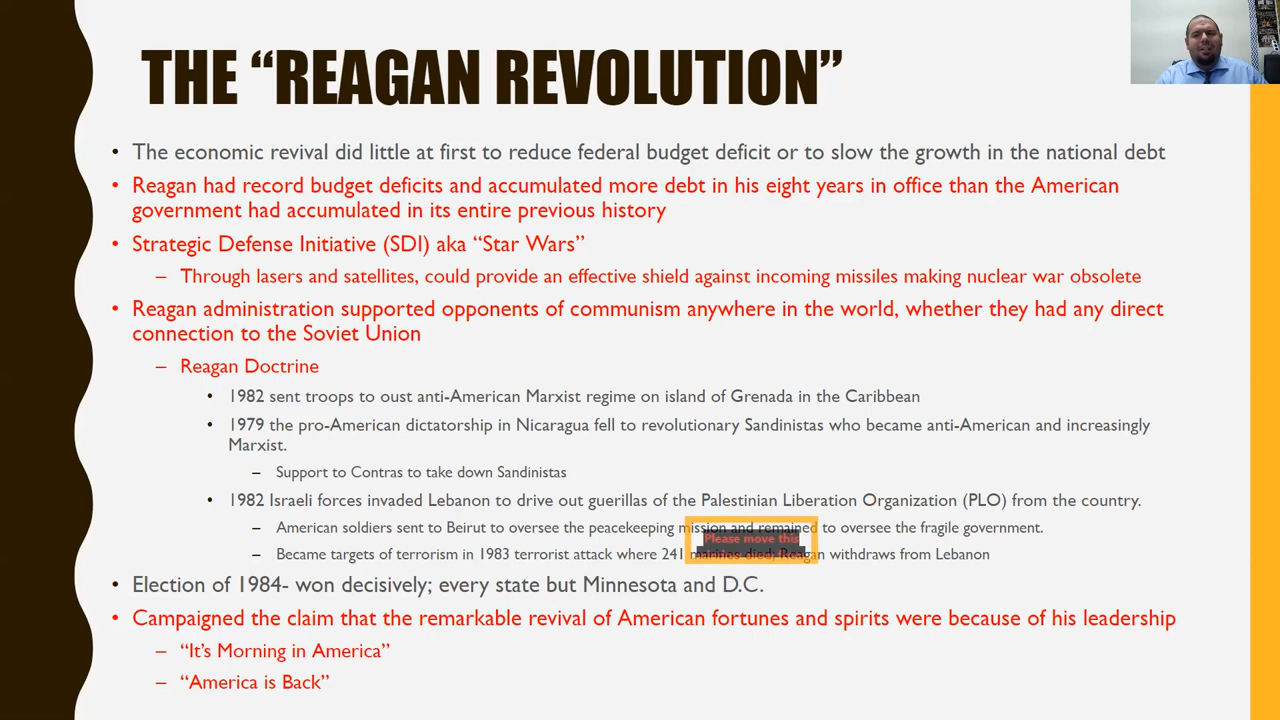 THE “REAGAN REVOLUTION”
• The economic revival did little at first to reduce federal budget deficit or to slow the growth in the national debt
• Reagan had record budget deficits and accumulated more debt in his eight years in office than the American
government had accumulated in its entire previous history
• Strategic Defense Initiative (SDI) aka “Star Wars”
– Through lasers and satellites, could provide an effective shield against incoming missiles making nuclear war obsolete
• Reagan administration supported opponents of communism anywhere in the world, whether they had any direct
connection to the Soviet Union
– Reagan Doctrine
• 1982 sent troops to oust anti-American Marxist regime on island of Grenada in the Caribbean
• 1979 the pro-American dictatorship in Nicaragua fell to revolutionary Sandinistas who became anti-American and increasingly
Marxist.
– Support to Contras to take down Sandinistas
• 1982 Israeli forces invaded Lebanon to drive out guerillas of the Palestinian Liberation Organization (PLO) from the country.
– American soldiers sent to Beirut to oversee the peacekeeping mission and remained to oversee the fragile government.
Please move this
– Became targets of terrorism in 1983 terrorist attack where 241 marines died; Reagan withdraws from Lebanon
• Election of 1984- won decisively; every state but Minnesota and D.C.
• Campaigned the claim that the remarkable revival of American fortunes and spirits were because of his leadership
– “It’s Morning in America”
– “America is Back”